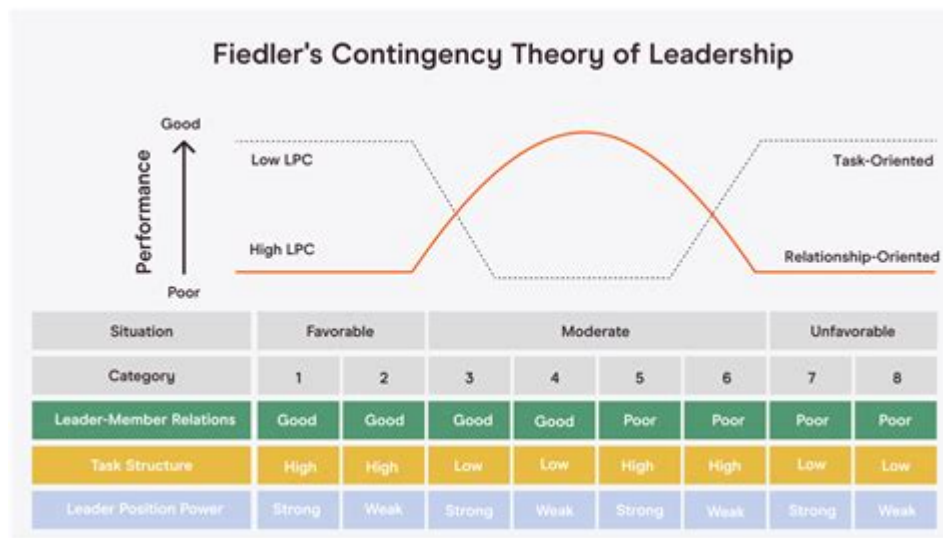 Fiedler's Contingency Theory of Leadership
Good
Performance
Poor
Low LPC
High LPC
Task-Oriented
Relationship-Oriented
Situation Favorable Moderate Unfavorable
Category 1 2 3 4 5 6 7 8
Leader-Member Relations Good Good Good Good Poor Poor Poor Poor
Task Structure High High Low Low High High Low Low
Leader Position Power Strong Weak Strong Weak Strong Weak Strong Weak